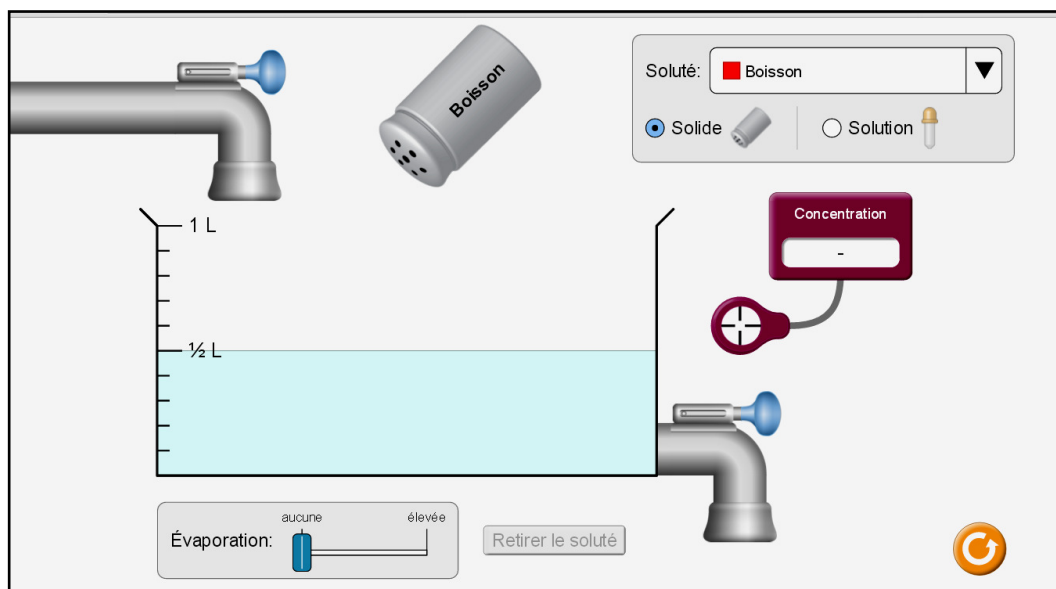 Boisson
Soluté: Boisson
Solide Solution
Concentration
-
1 L
½ L
Évaporation: aucune élevée
Retirer le soluté